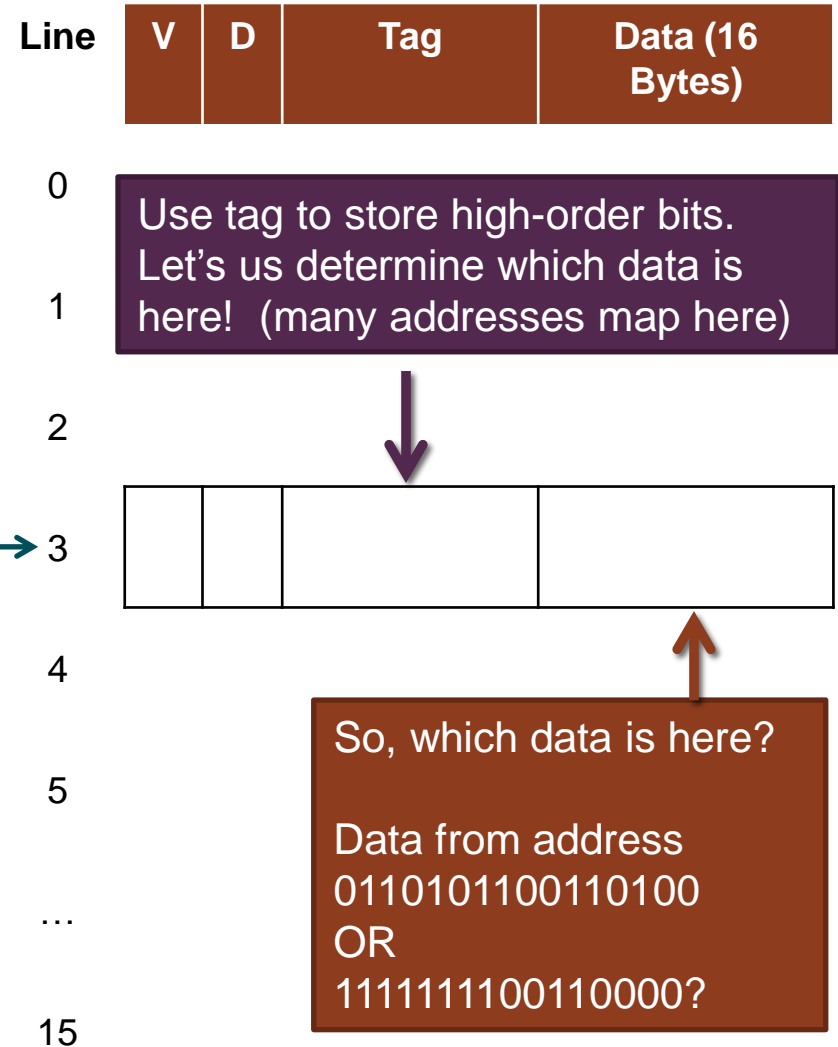 Line V D Tag Data (16
Bytes)
0
Use tag to store high-order bits.
Let's us determine which data is
1
here! (many addresses map here)
2
3
4
So, which data is here?
5
Data from address
0110101100110100
…
OR
1111111100110000?
15